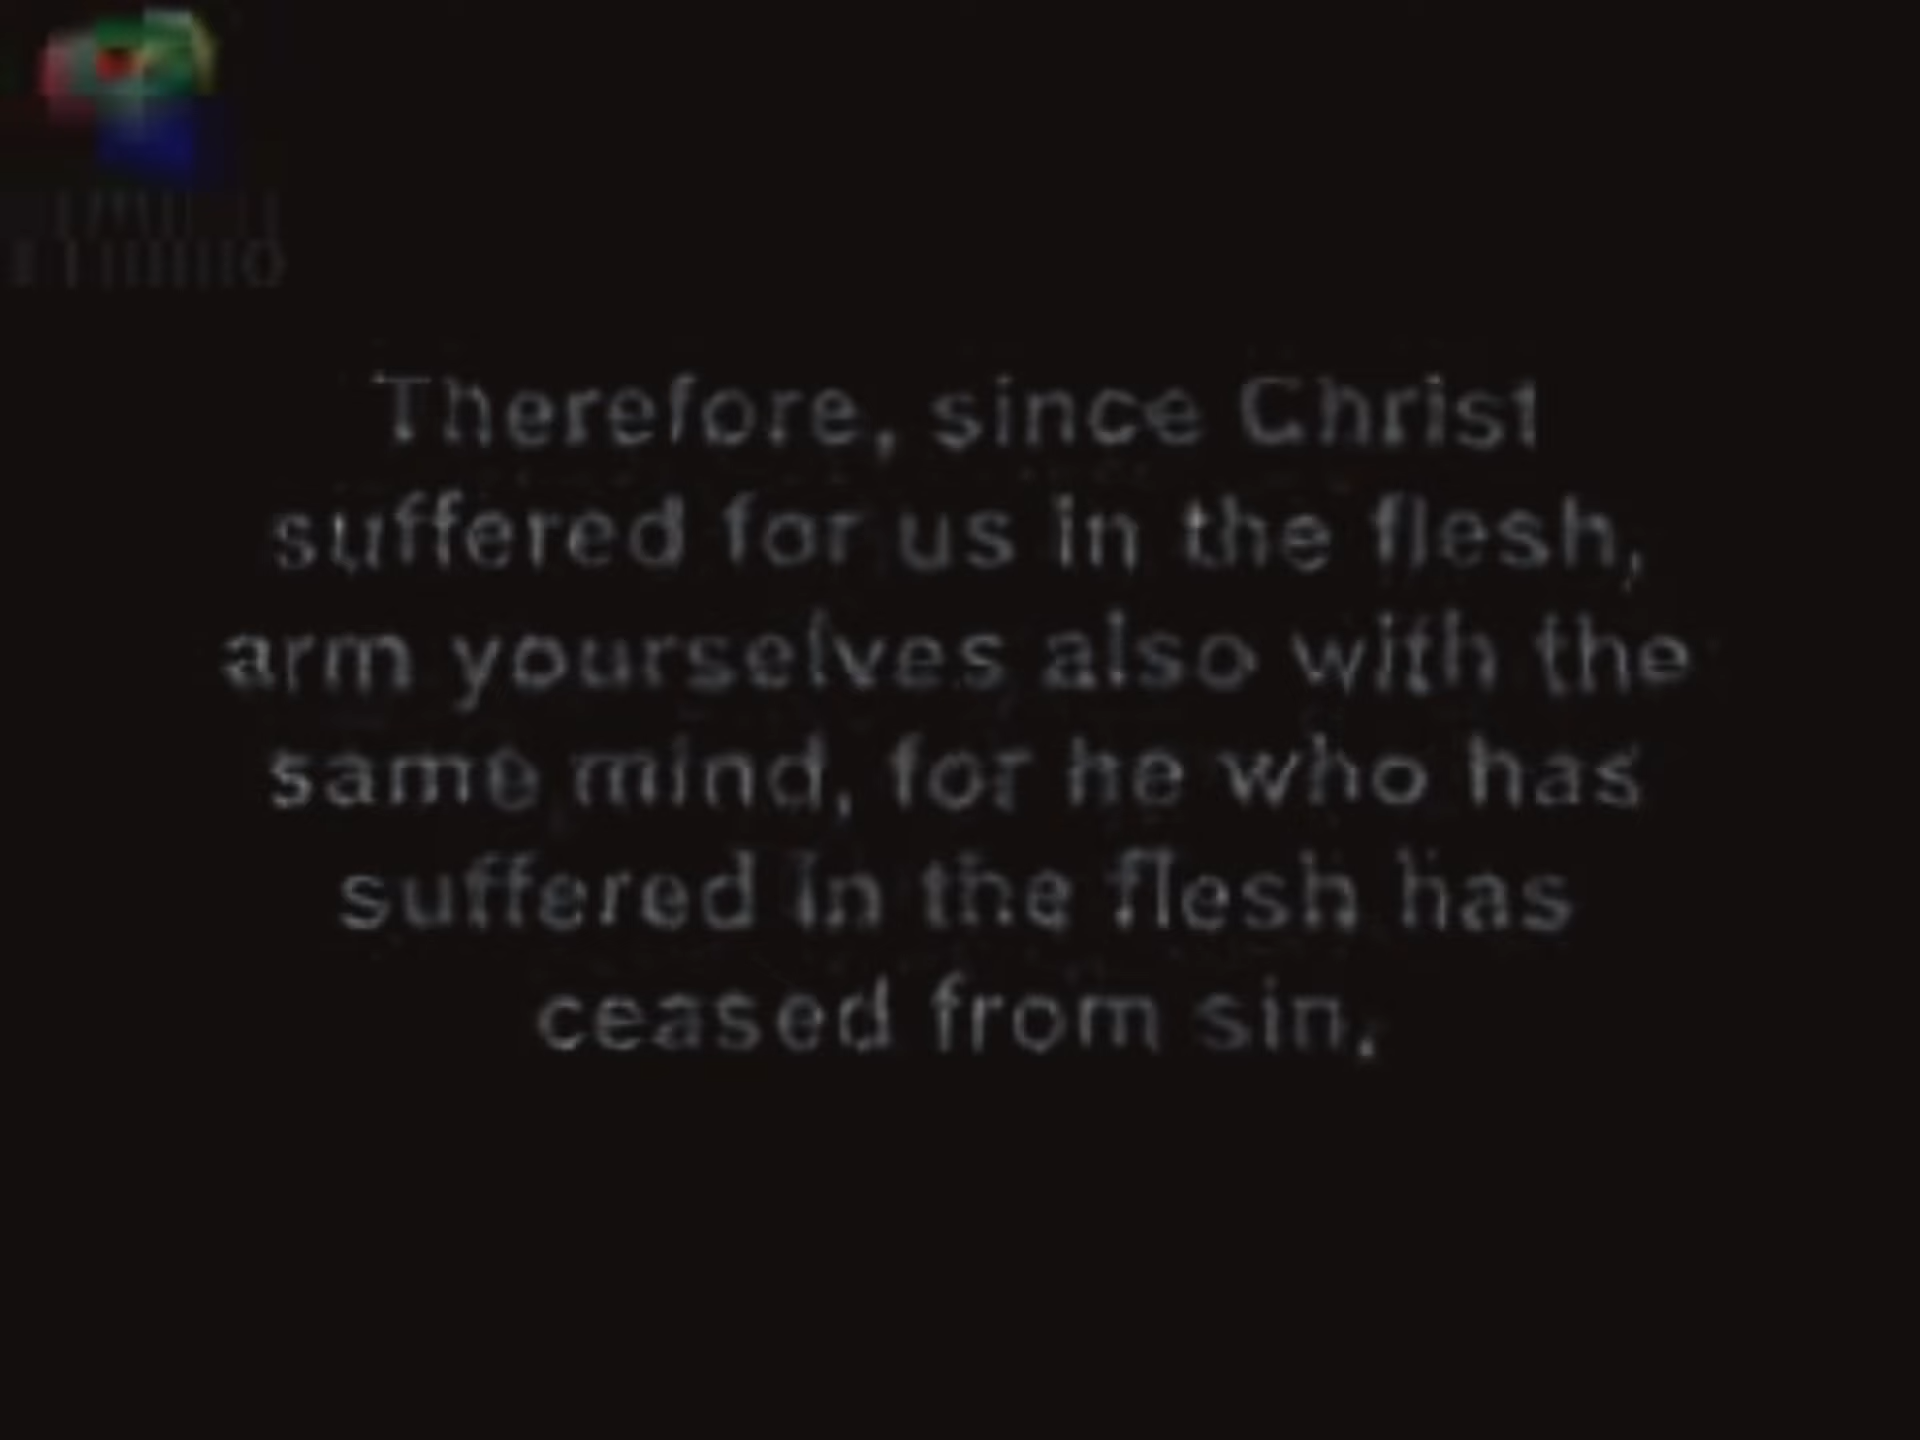 Therefore, since Christ
suffered for us in the flesh,
arm yourselves also with the
same mind, for he who has
suffered in the flesh has
ceased from sin,